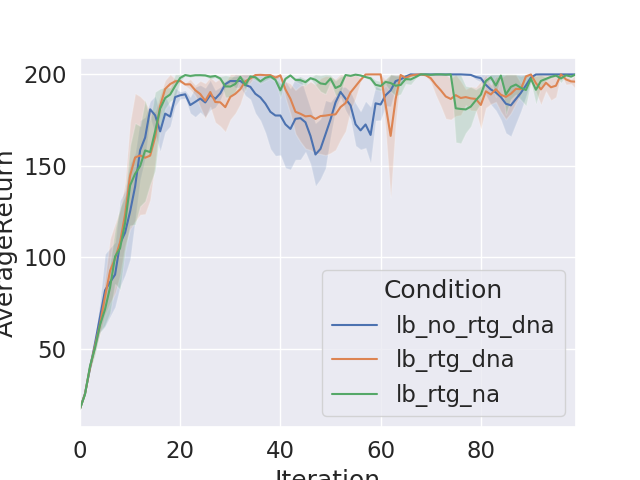 200
150
100
50
AverageReturn
Condition
lb_no_rtg_dna
lb_rtg_dna
lb_rtg_na
0 20 40 60 80
Iteration